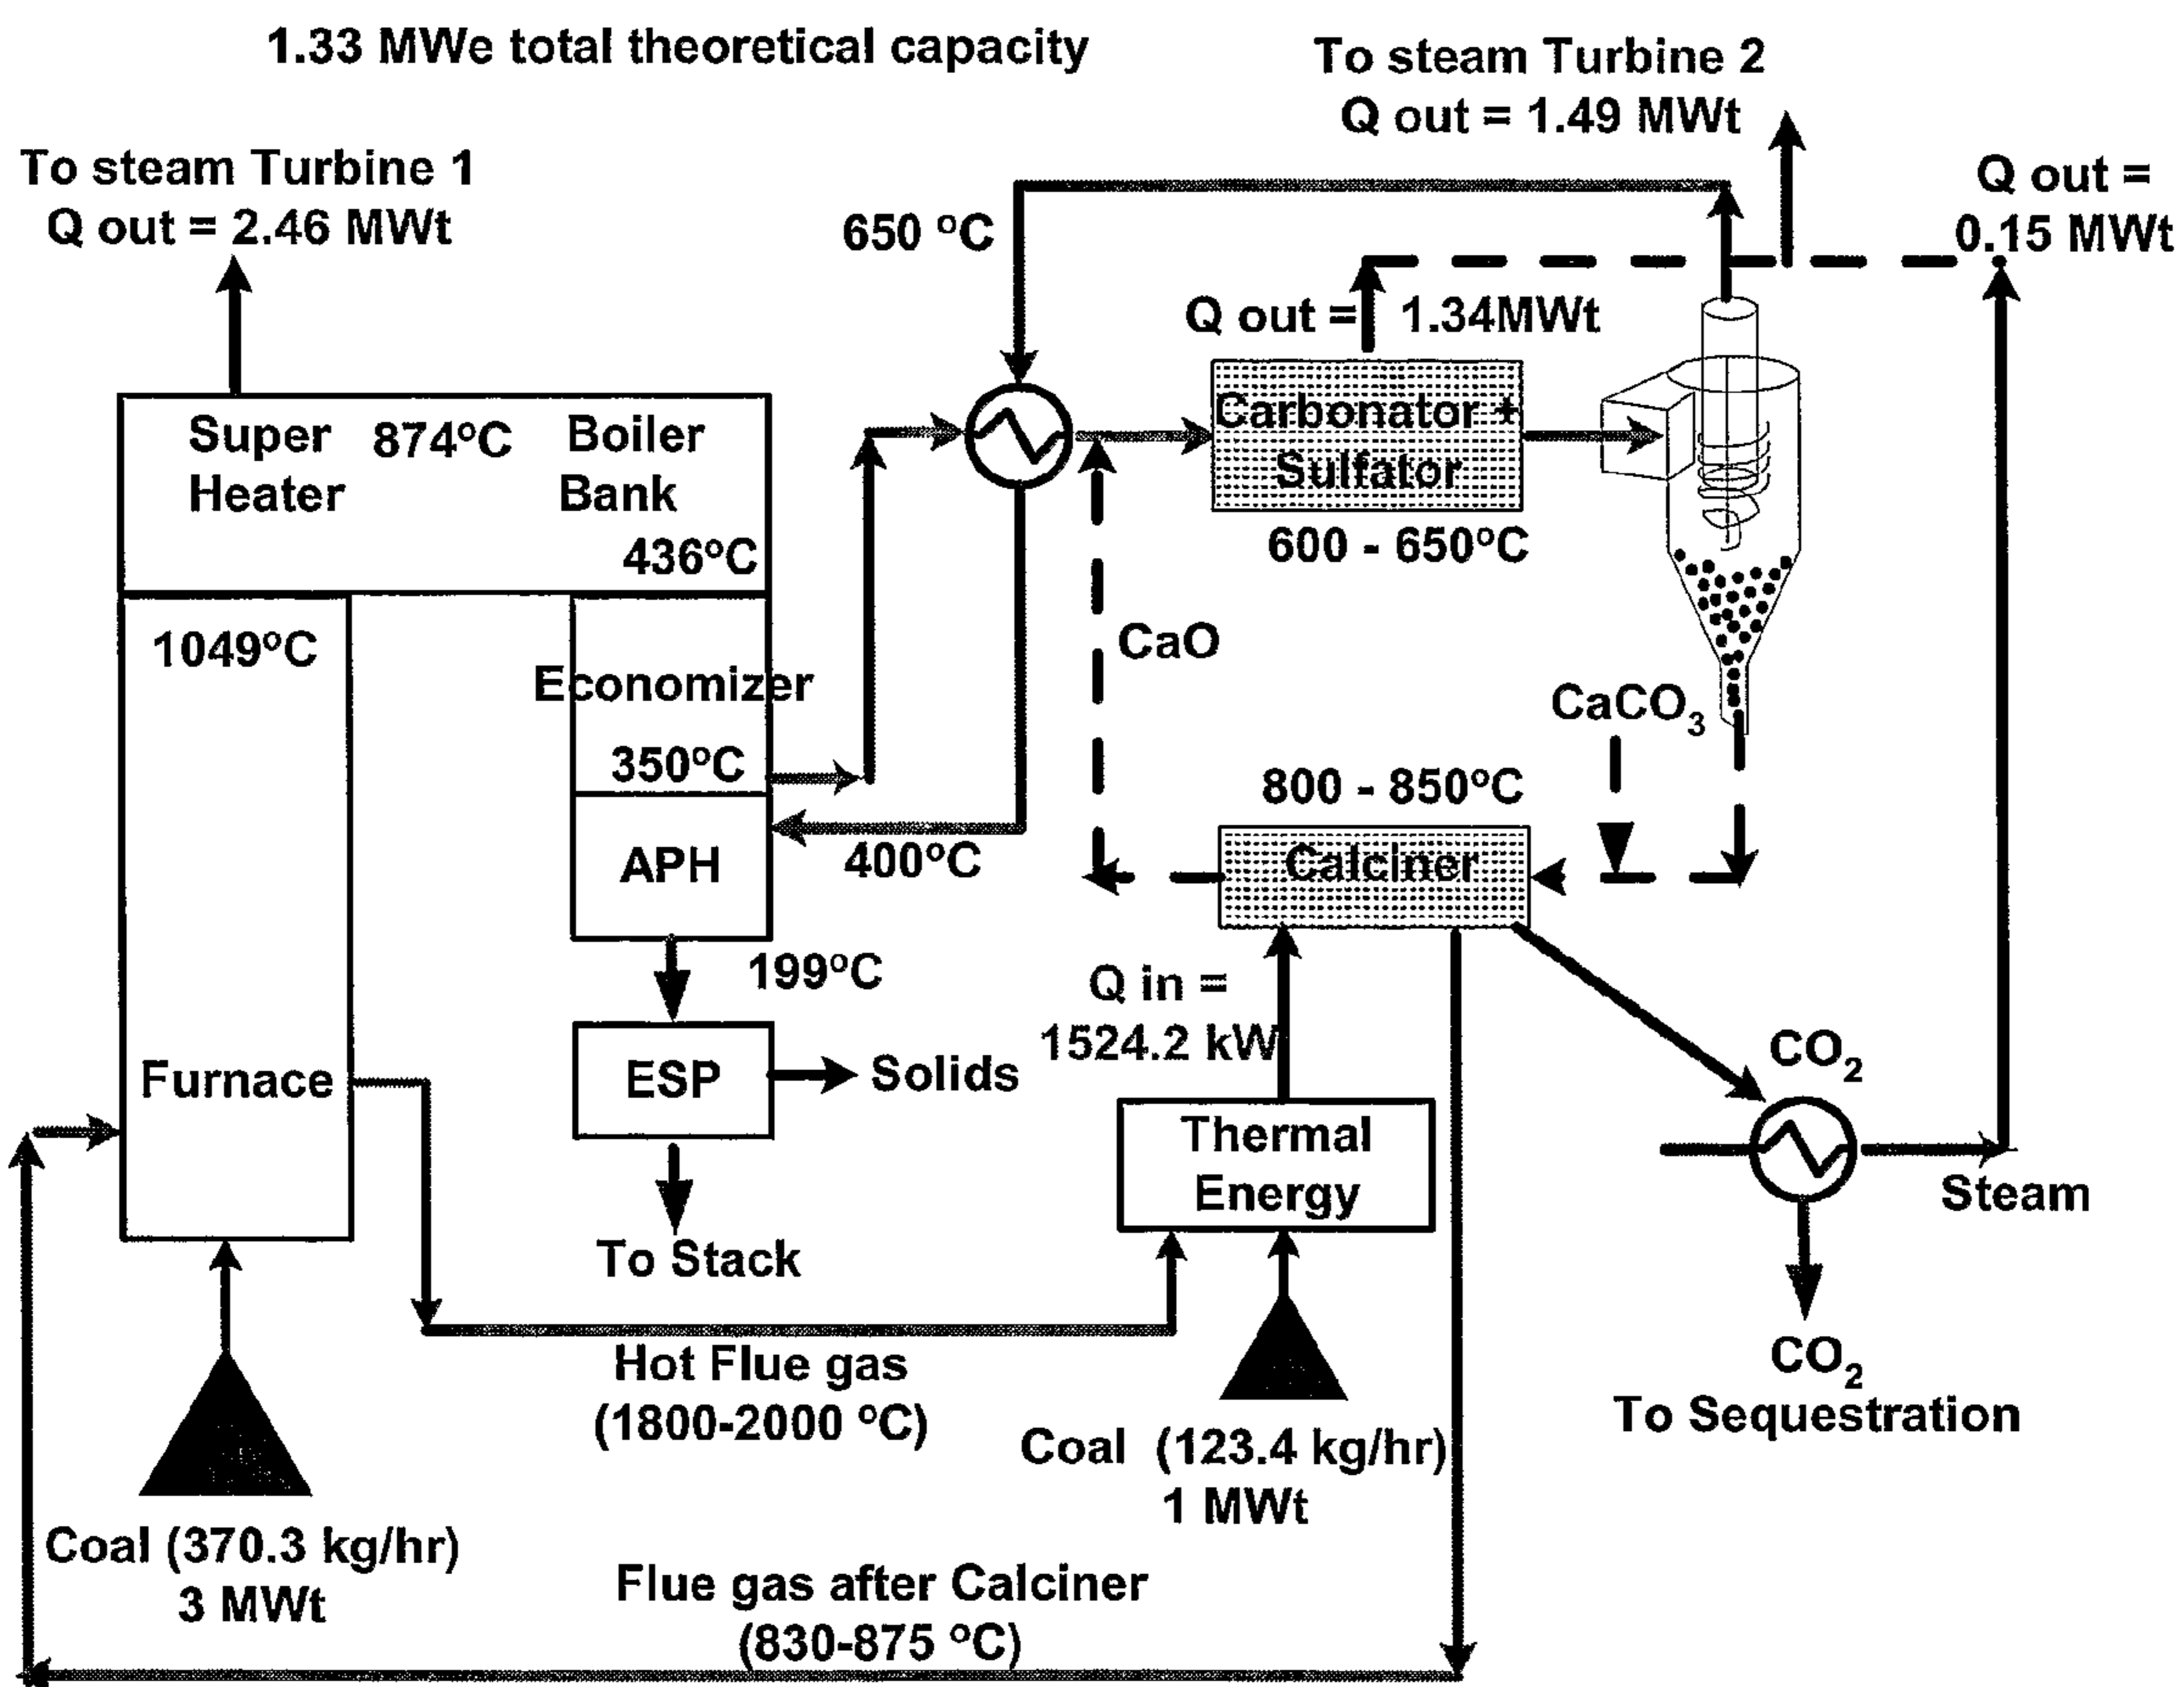 1.33 MWe total theoretical capacity
To steam Turbine 2
Q out = 1.49 MWt
To steam Turbine 1
Q out = 2.46 MWt
Q out =
0.15 MWt
650 °C
Q out = 1.34MWt
Super
Heater
874°C
Boiler
Bank
436°C
Carbonator +
Sulfator
600 - 650°C
1049°C
Economizer
350°C
CaO
CaCO₃
800 - 850°C
APH
400°C
Calciner
199°C
Q in =
1524.2 kW
ESP
Solids
Furnace
CO₂
Thermal
Energy
Steam
To Stack
Hot Flue gas
(1800-2000 °C)
CO₂
To Sequestration
Coal (123.4 kg/hr)
1 MWt
Coal (370.3 kg/hr)
3 MWt
Flue gas after Calciner
(830-875 °C)